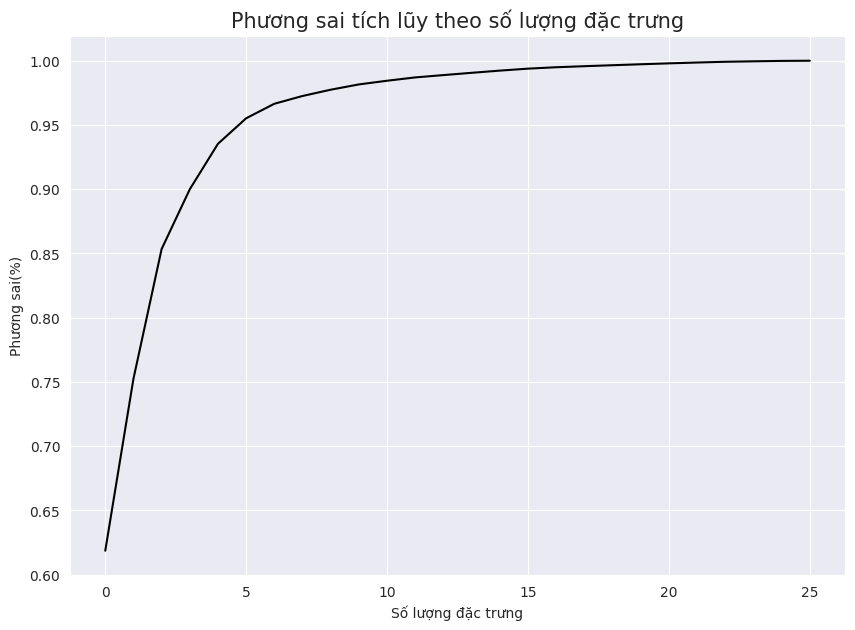 Phương sai tích lũy theo số lượng đặc trưng
1.00
0.95
0.90
0.85
0.80
0.75
0.70
0.65
0.60
Phương sai(%)
0 5 10 15 20 25
Số lượng đặc trưng